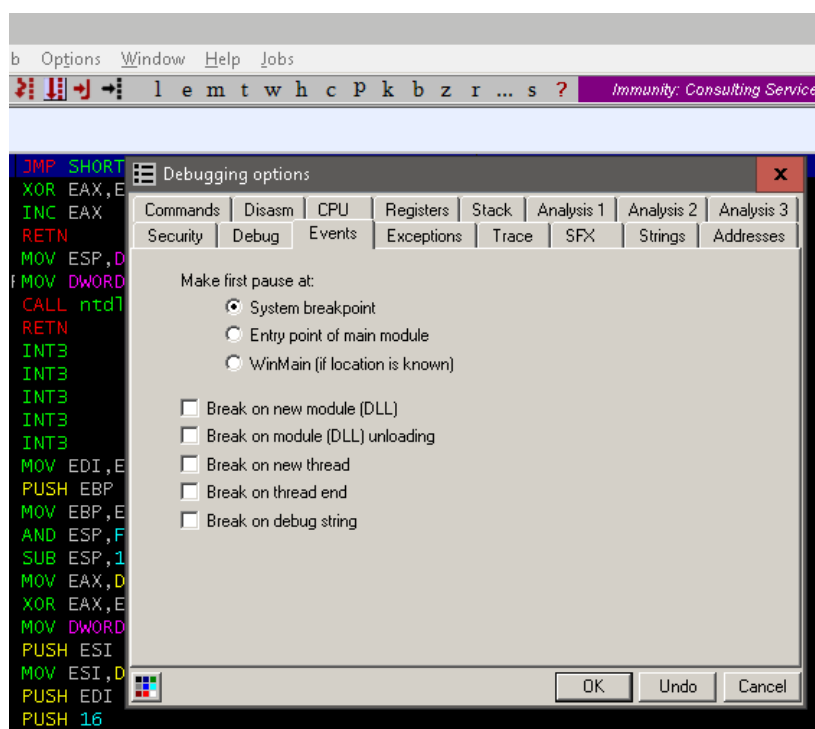 b Options Window Help Jobs
l e m t w h c P k b z r ... s ? Immunity: Consulting Service
JMP SHORT
XOR EAX,E
INC EAX
RETN
MOV ESP,D
MOV DWORD
CALL ntdl
RETN
INT3
INT3
INT3
INT3
INT3
MOV EDI,E
PUSH EBP
MOV EBP,E
AND ESP,F
SUB ESP,1
MOV EAX,D
XOR EAX,E
MOV DWORD
PUSH ESI
MOV ESI,D
PUSH EDI
PUSH 16
Debugging options x
Commands Disasm CPU Registers Stack Analysis 1 Analysis 2 Analysis 3
Security Debug Events Exceptions Trace SFX Strings Addresses
Make first pause at:
System breakpoint
Entry point of main module
WinMain (if location is known)
Break on new module (DLL)
Break on module (DLL) unloading
Break on new thread
Break on thread end
Break on debug string
OK Undo Cancel